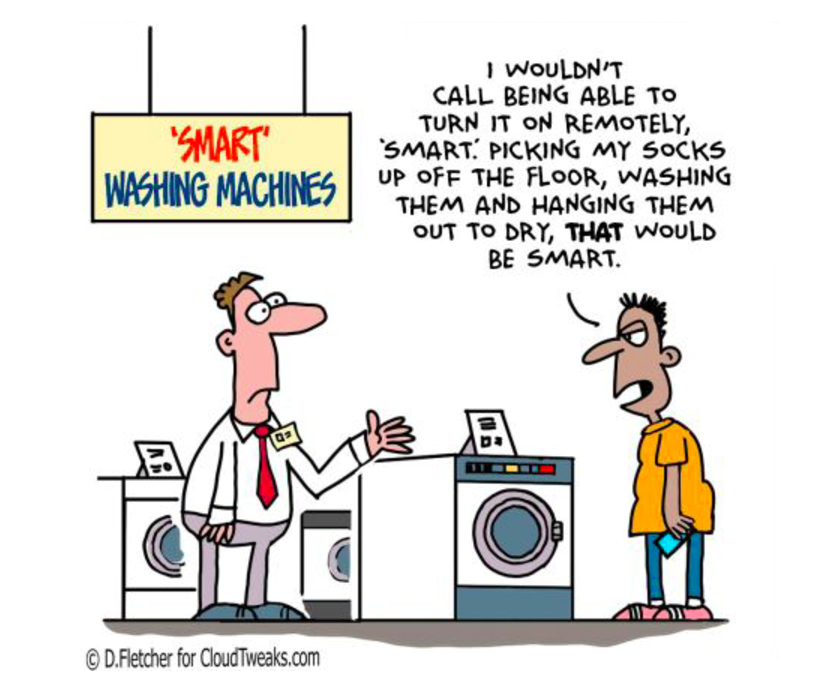 'SMART'
WASHING MACHINES
I WOULDN'T
CALL BEING ABLE TO
TURN IT ON REMOTELY,
'SMART.' PICKING MY SOCKS
UP OFF THE FLOOR, WASHING
THEM AND HANGING THEM
OUT TO DRY, THAT WOULD
BE SMART.
© D.Fletcher for CloudTweaks.com